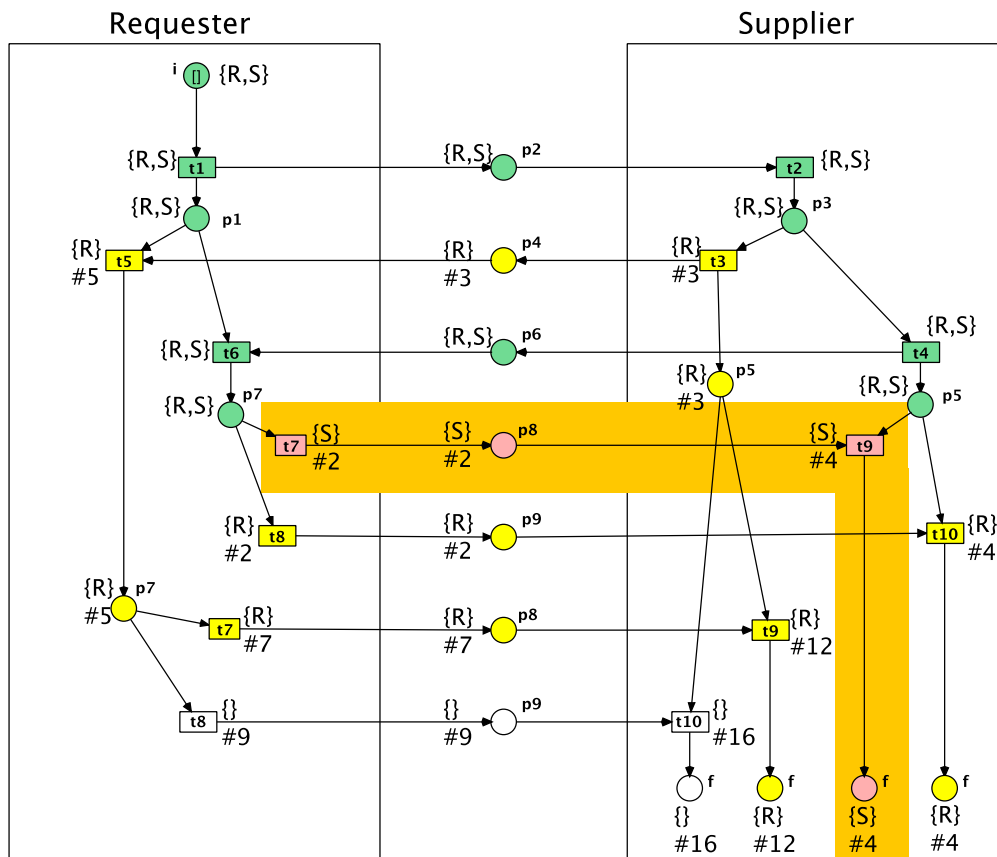 Requester Supplier
i [] {R,S}
{R,S} t1 {R,S} p2 t2 {R,S}
{R,S} p1 {R,S} p3
{R} t5 #5 {R} p4 #3 {R} t3 #3
{R,S} t6 {R,S} p6 t4 {R,S}
{R} p5 #3
{R,S} p7 {R,S} p5
t7 {S} #2 {S} p8 #2 {S} t9 #4
{R} t8 #2 {R} p9 #2 t10 {R} #4
{R} p7 #5
t7 {R} #7 {R} p8 #7 t9 {R} #12
t8 {} #9 {} p9 #9 t10 {} #16
f f f f
{} {R} {S} {R}
#16 #12 #4 #4